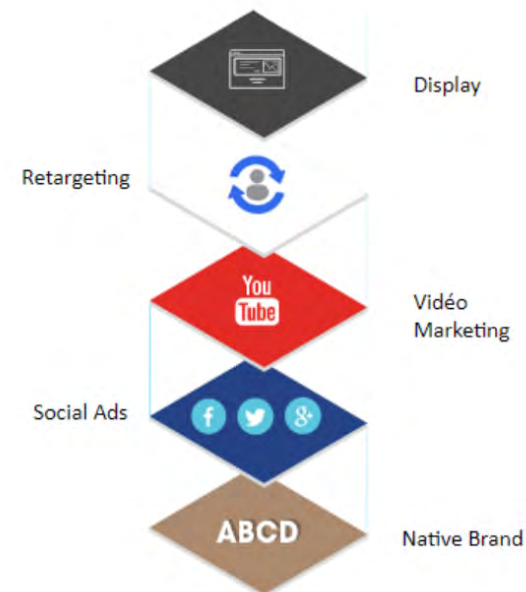 Display
Retargeting
You
Tube
Vidéo
Marketing
Social Ads
f
g+
ABCD
Native Brand